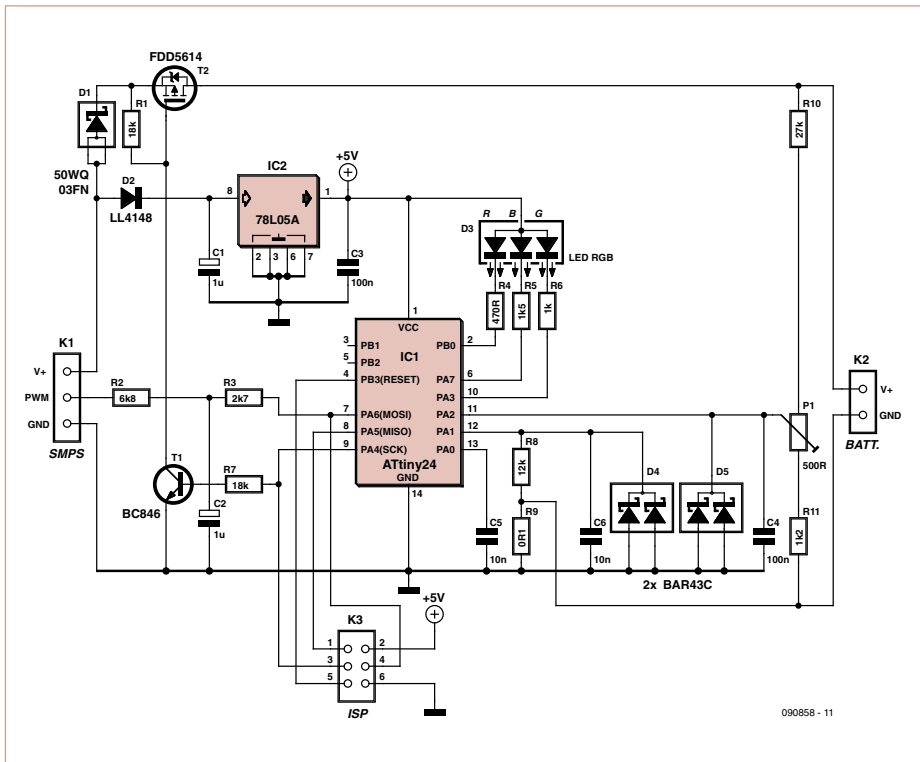 FDD5614
T2
D1
R1
18k
50WQ
03FN
D2
LL4148
IC2
8
1
78L05A
2 3 6 7
C1
1u
+5V
C3
100n
R B G
D3
LED RGB
R4
470R
R5
1k5
R6
1k
R10
27k
K1
V+
PWM
GND
SMPS
R2
6k8
R3
2k7
R7
18k
T1
BC846
C2
1u
1
VCC
IC1
3 PB1
5 PB2
4 PB3(RESET)
7 PA6(MOSI)
8 PA5(MISO)
9 PA4(SCK)
PB0 2
PA7 6
PA3 10
PA2 11
PA1 12
PA0 13
ATtiny24
GND
14
R8
12k
R9
0R1
C5
10n
C6
10n
D4
D5
2x BAR43C
C4
100n
P1
500R
R11
1k2
K2
V+
GND
BATT.
+5V
K3
1 2
3 4
5 6
ISP
090858 - 11